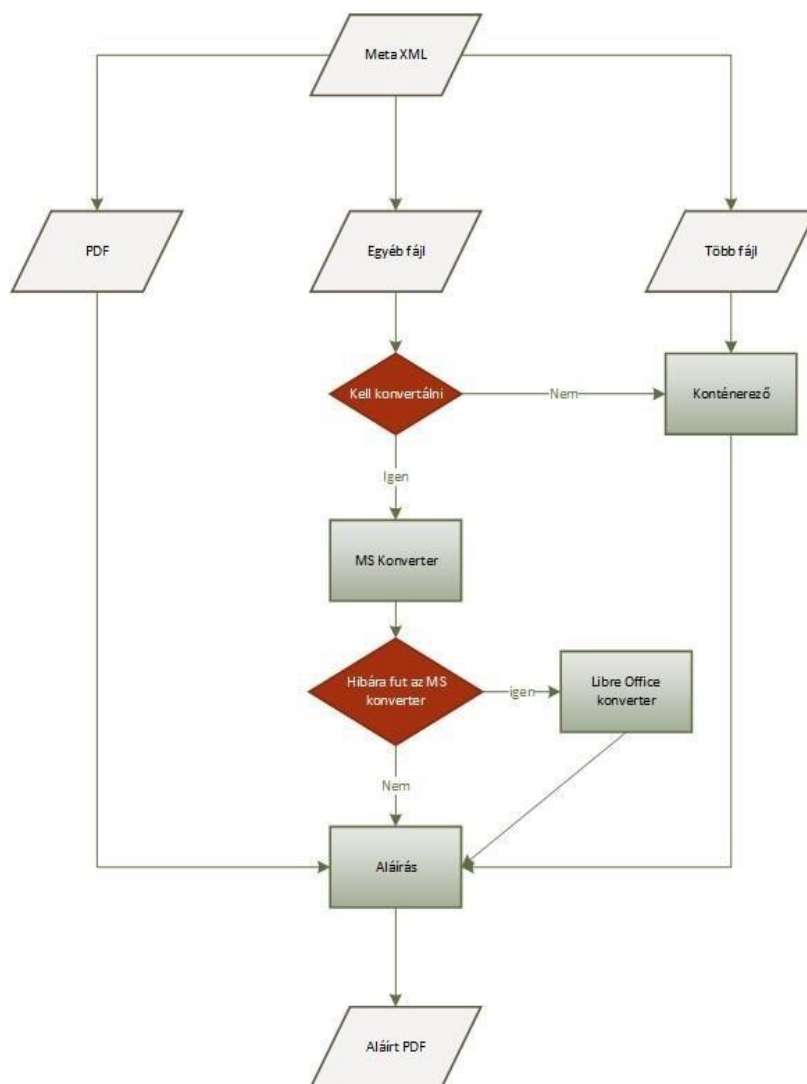 Meta XML
PDF
Egyéb fájl
Több fájl
Kell konvertálni
Nem
Konténerező
Igen
MS Konverter
Hibára fut az MS
konverter
igen
Libre Office
konverter
Nem
Aláírás
Aláírt PDF